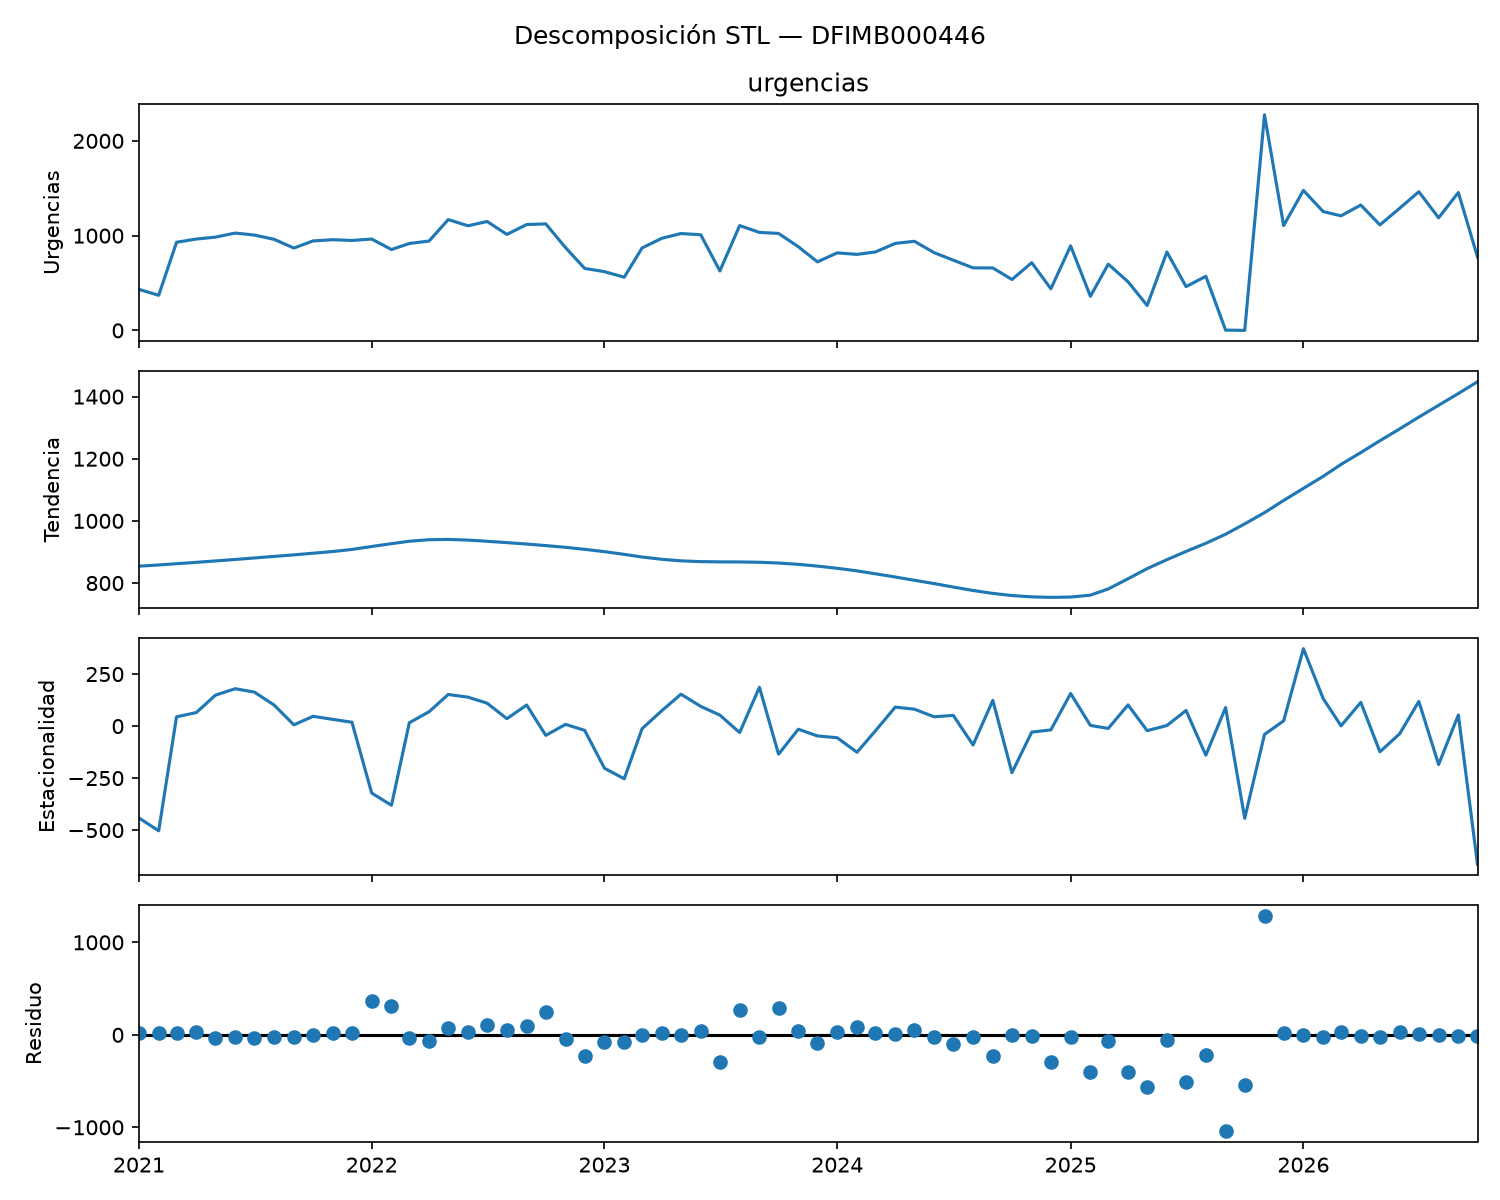 Descomposición STL — DFIMB000446
urgencias
Urgencias
2000
1000
0
Tendencia
1400
1200
1000
800
Estacionalidad
250
0
−250
−500
Residuo
1000
0
−1000
2021 2022 2023 2024 2025 2026